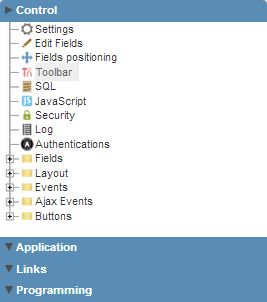 Control
Settings
Edit Fields
Fields positioning
Toolbar
SQL
JavaScript
Security
Log
Authentications
Fields
Layout
Events
Ajax Events
Buttons
Application
Links
Programming